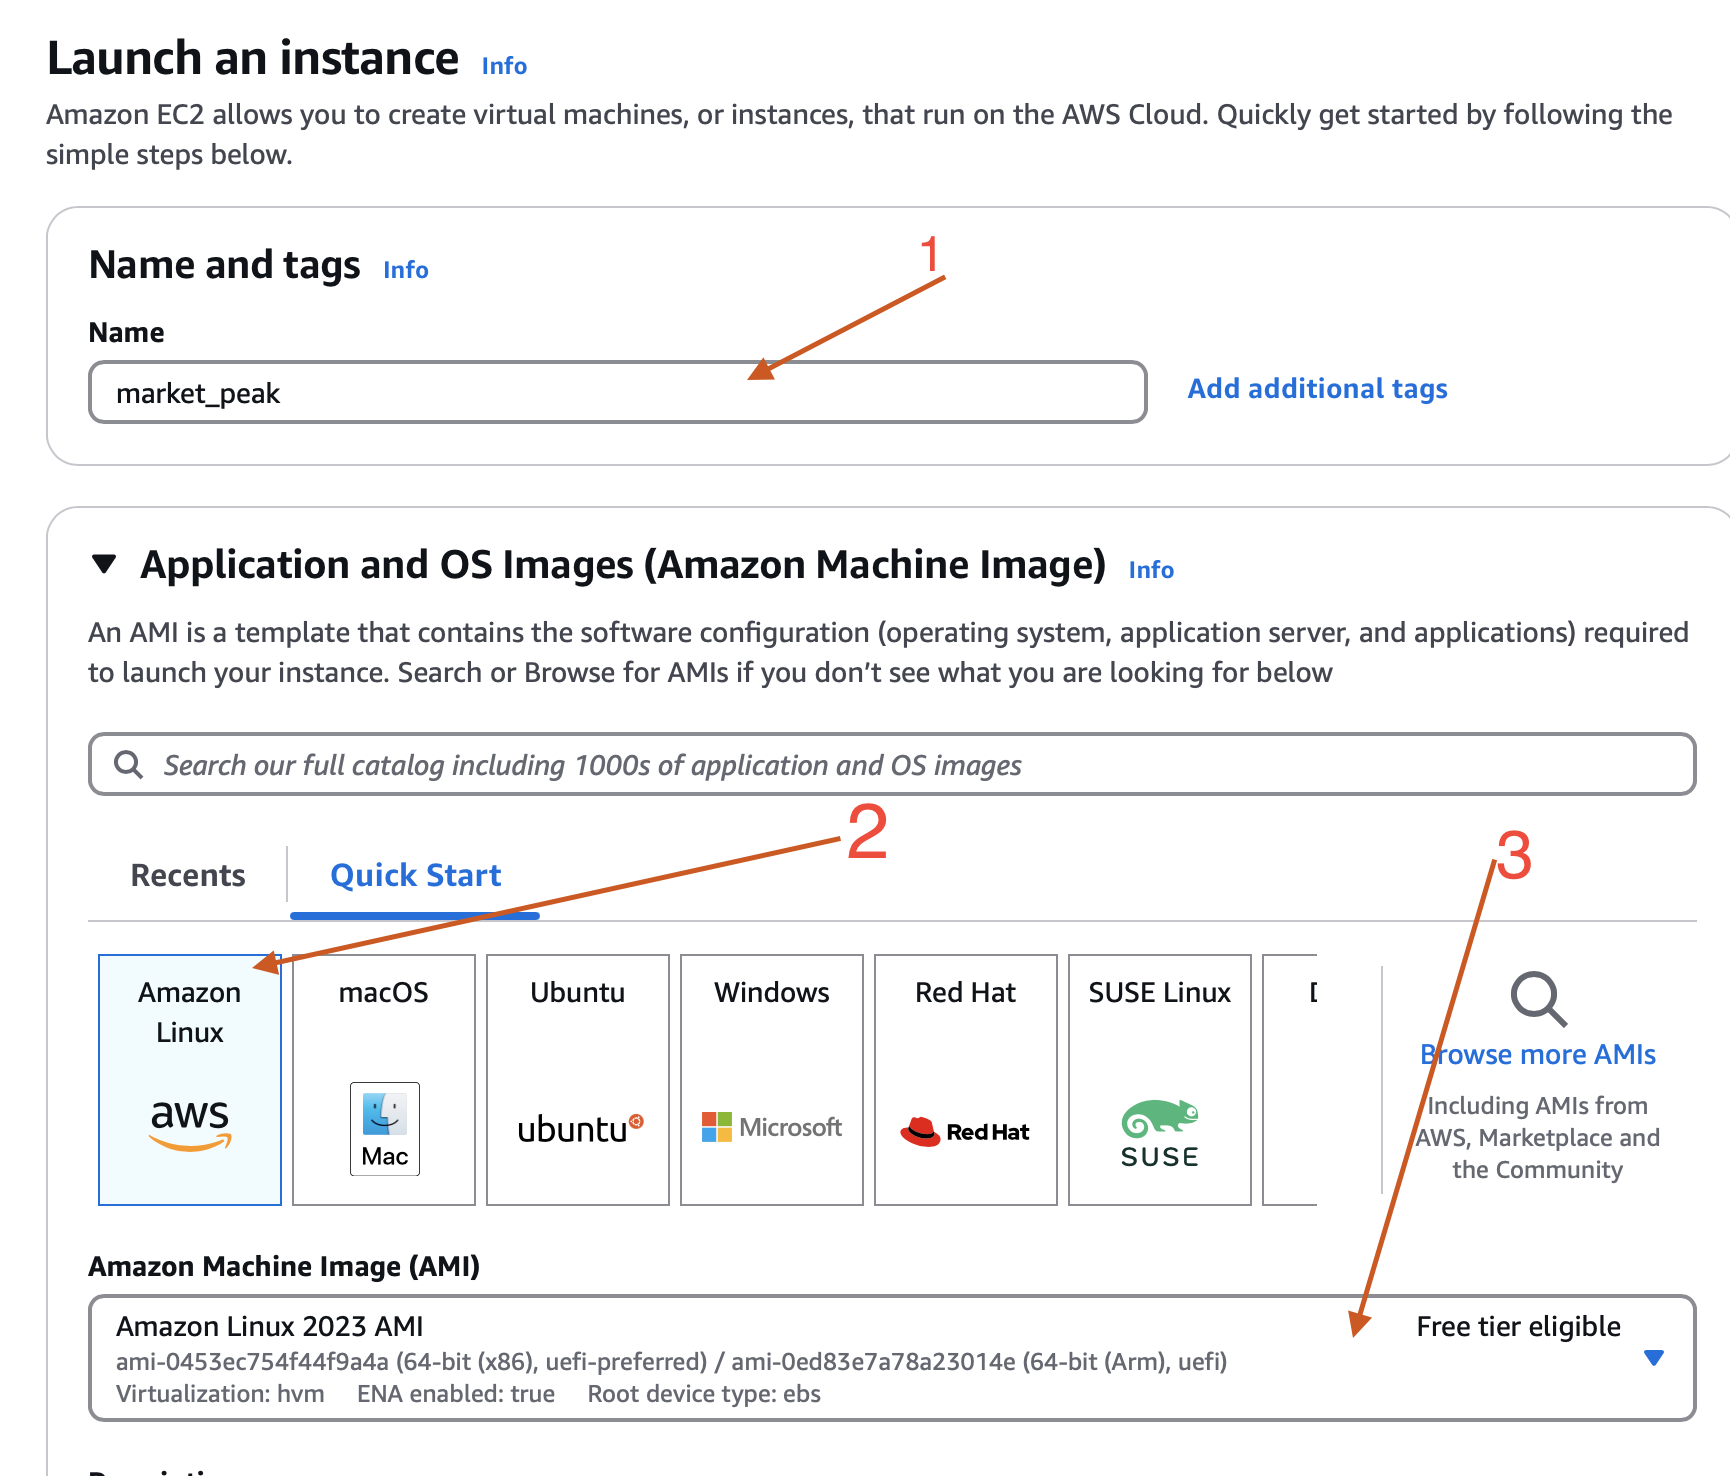 Launch an instance Info
Amazon EC2 allows you to create virtual machines, or instances, that run on the AWS Cloud. Quickly get started by following the
simple steps below.
1
Name and tags Info
Name
market_peak
Add additional tags
Application and OS Images (Amazon Machine Image) Info
An AMI is a template that contains the software configuration (operating system, application server, and applications) required
to launch your instance. Search or Browse for AMIs if you don’t see what you are looking for below
Search our full catalog including 1000s of application and OS images
2
3
Recents
Quick Start
Amazon
Linux
aws
macOS
Mac
Ubuntu
ubuntu
Windows
Microsoft
Red Hat
Red Hat
SUSE Linux
SUSE
Browse more AMIs
Including AMIs from
AWS, Marketplace and
the Community
Amazon Machine Image (AMI)
Amazon Linux 2023 AMI
Free tier eligible
ami-0453ec754f44f9a4a (64-bit (x86), uefi-preferred) / ami-0ed83e7a78a23014e (64-bit (Arm), uefi)
Virtualization: hvm ENA enabled: true Root device type: ebs